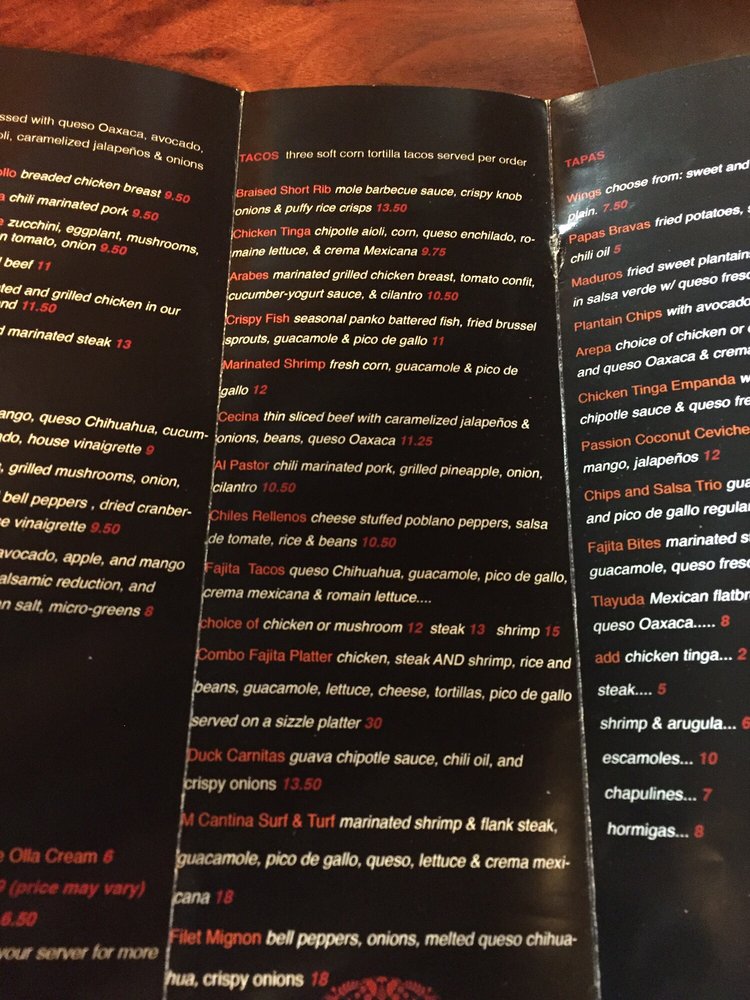 ssed with queso Oaxaca, avocado,
oli, caramelized jalapeños & onions
ollo breaded chicken breast 9.50
a chili marinated pork 9.50
e zucchini, eggplant, mushrooms,
n tomato, onion 9.50
d beef 11
ated and grilled chicken in our
and 11.50
d marinated steak 13
ango, queso Chihuahua, cucum-
ado, house vinaigrette 9
, grilled mushrooms, onion,
bell peppers , dried cranber-
se vinaigrette 9.50
avocado, apple, and mango
alsamic reduction, and
an salt, micro-greens 8
e Olla Cream 6
9 (price may vary)
6.50
your server for more
TACOS three soft corn tortilla tacos served per order
Braised Short Rib mole barbecue sauce, crispy knob
onions & puffy rice crisps 13.50
Chicken Tinga chipotle aioli, corn, queso enchilado, ro-
maine lettuce, & crema Mexicana 9.75
Arabes marinated grilled chicken breast, tomato confit,
cucumber-yogurt sauce, & cilantro 10.50
Crispy Fish seasonal panko battered fish, fried brussel
sprouts, guacamole & pico de gallo 11
Marinated Shrimp fresh corn, guacamole & pico de
gallo 12
Cecina thin sliced beef with caramelized jalapeños &
onions, beans, queso Oaxaca 11.25
Al Pastor chili marinated pork, grilled pineapple, onion,
cilantro 10.50
Chiles Rellenos cheese stuffed poblano peppers, salsa
de tomate, rice & beans 10.50
Fajita Tacos queso Chihuahua, guacamole, pico de gallo,
crema mexicana & romain lettuce....
choice of chicken or mushroom 12 steak 13 shrimp 15
Combo Fajita Platter chicken, steak AND shrimp, rice and
beans, guacamole, lettuce, cheese, tortillas, pico de gallo
served on a sizzle platter 30
Duck Carnitas guava chipotle sauce, chili oil, and
crispy onions 13.50
M Cantina Surf & Turf marinated shrimp & flank steak,
guacamole, pico de gallo, queso, lettuce & crema mexi-
cana 18
Filet Mignon bell peppers, onions, melted queso chihua-
hua, crispy onions 18
TAPAS
Wings choose from: sweet and
plain. 7.50
Papas Bravas fried potatoes, s
chili oil 5
Maduros fried sweet plantains
in salsa verde w/ queso fresc
Plantain Chips with avocado
Arepa choice of chicken or
and queso Oaxaca & crema
Chicken Tinga Empanda w
chipotle sauce & queso fre
Passion Coconut Ceviche
mango, jalapeños 12
Chips and Salsa Trio gua
and pico de gallo regular
Fajita Bites marinated s
guacamole, queso fresc
Tlayuda Mexican flatbr
queso Oaxaca..... 8
add chicken tinga... 2
steak.... 5
shrimp & arugula... 6
escamoles... 10
chapulines... 7
hormigas... 8